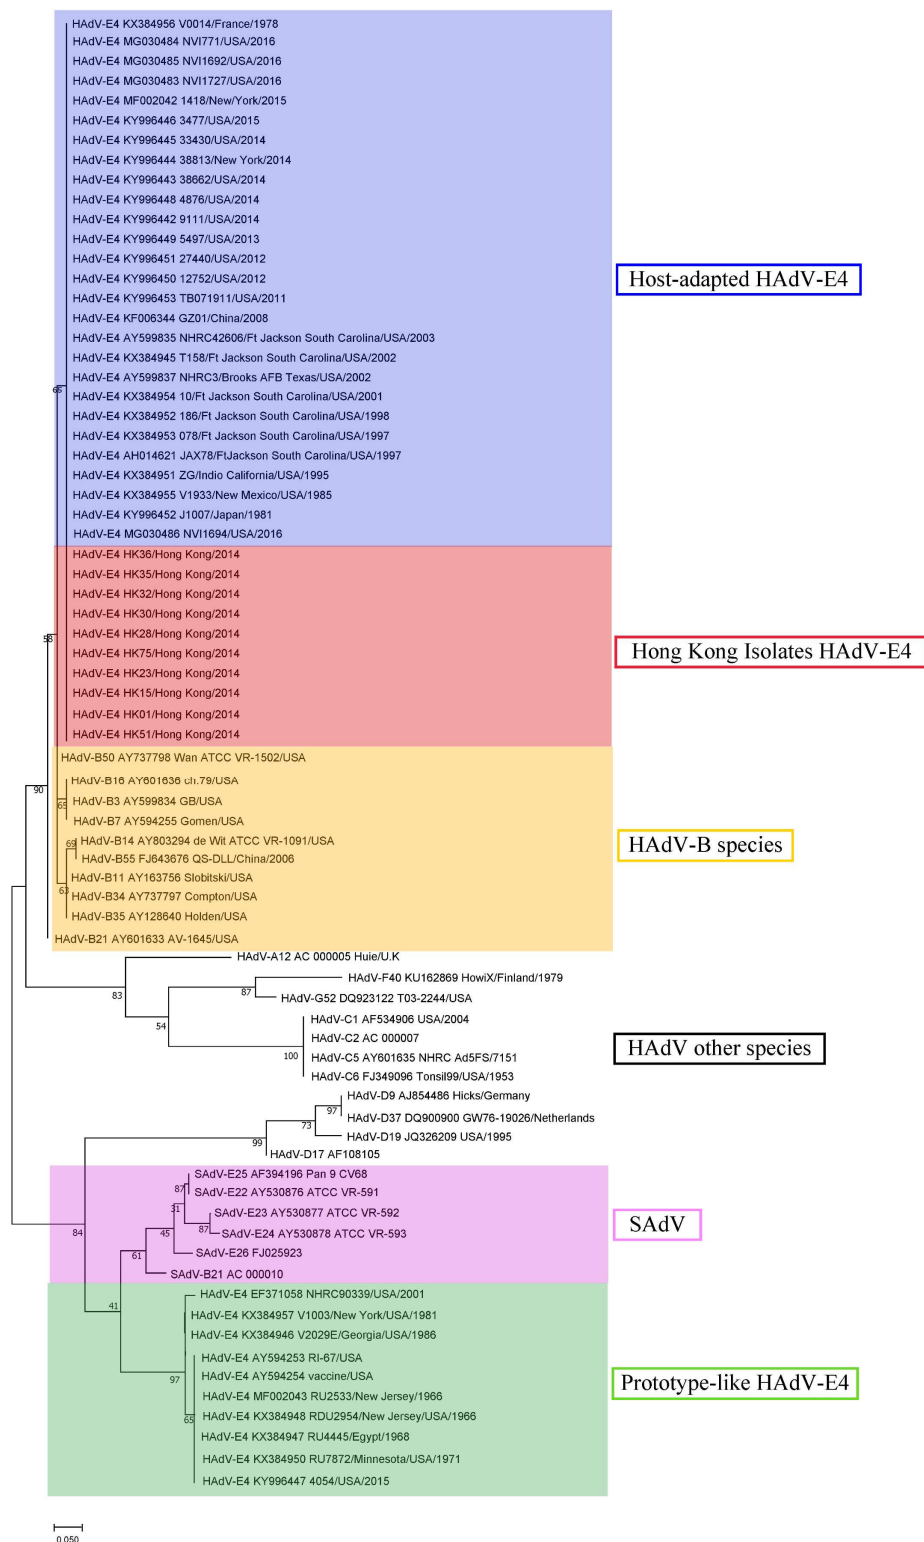 HAdV-E4 KX384956 V0014/France/1978
HAdV-E4 MG030484 NVI771/USA/2016
HAdV-E4 MG030485 NVI1692/USA/2016
HAdV-E4 MG030483 NVI1727/USA/2016
HAdV-E4 MF002042 1418/New/York/2015
HAdV-E4 KY996446 3477/USA/2015
HAdV-E4 KY996445 33430/USA/2014
HAdV-E4 KY996444 38813/New York/2014
HAdV-E4 KY996443 38662/USA/2014
HAdV-E4 KY996448 4876/USA/2014
HAdV-E4 KY996442 9111/USA/2014
HAdV-E4 KY996449 5497/USA/2013
HAdV-E4 KY996451 27440/USA/2012
Host-adapted HAdV-E4
HAdV-E4 KY996450 12752/USA/2012
HAdV-E4 KY996453 TB071911/USA/2011
HAdV-E4 KF006344 GZ01/China/2008
HAdV-E4 AY599835 NHRC42606/Ft Jackson South Carolina/USA/2003
HAdV-E4 KX384945 T158/Ft Jackson South Carolina/USA/2002
HAdV-E4 AY599837 NHRC3/Brooks AFB Texas/USA/2002
66
HAdV-E4 KX384954 10/Ft Jackson South Carolina/USA/2001
HAdV-E4 KX384952 186/Ft Jackson South Carolina/USA/1998
HAdV-E4 KX384953 078/Ft Jackson South Carolina/USA/1997
HAdV-E4 AH014621 JAX78/FtJackson South Carolina/USA/1997
HAdV-E4 KX384951 ZG/Indio California/USA/1995
HAdV-E4 KX384955 V1933/New Mexico/USA/1985
HAdV-E4 KY996452 J1007/Japan/1981
HAdV-E4 MG030486 NVI1694/USA/2016
HAdV-E4 HK36/Hong Kong/2014
HAdV-E4 HK35/Hong Kong/2014
HAdV-E4 HK32/Hong Kong/2014
HAdV-E4 HK30/Hong Kong/2014
HAdV-E4 HK28/Hong Kong/2014
58
HAdV-E4 HK75/Hong Kong/2014
Hong Kong Isolates HAdV-E4
HAdV-E4 HK23/Hong Kong/2014
HAdV-E4 HK15/Hong Kong/2014
HAdV-E4 HK01/Hong Kong/2014
HAdV-E4 HK51/Hong Kong/2014
HAdV-B50 AY737798 Wan ATCC VR-1502/USA
HAdV-B16 AY601636 ch.79/USA
90
HAdV-B3 AY599834 GB/USA
65
HAdV-B7 AY594255 Gomen/USA
HAdV-B14 AY803294 de Wit ATCC VR-1091/USA
69
HAdV-B species
HAdV-B55 FJ643676 QS-DLL/China/2006
HAdV-B11 AY163756 Slobitski/USA
63
HAdV-B34 AY737797 Compton/USA
HAdV-B35 AY128640 Holden/USA
HAdV-B21 AY601633 AV-1645/USA
HAdV-A12 AC 000005 Huie/U.K
HAdV-F40 KU162869 HowiX/Finland/1979
83
87
HAdV-G52 DQ923122 T03-2244/USA
HAdV-C1 AF534906 USA/2004
54
HAdV-C2 AC 000007
HAdV other species
100
HAdV-C5 AY601635 NHRC Ad5FS/7151
HAdV-C6 FJ349096 Tonsil99/USA/1953
HAdV-D9 AJ854486 Hicks/Germany
97
HAdV-D37 DQ900900 GW76-19026/Netherlands
73
HAdV-D19 JQ326209 USA/1995
99
HAdV-D17 AF108105
SAdV-E25 AF394196 Pan 9 CV68
87
SAdV-E22 AY530876 ATCC VR-591
31
SAdV-E23 AY530877 ATCC VR-592
SAdV
87
84
45
SAdV-E24 AY530878 ATCC VR-593
61
SAdV-E26 FJ025923
SAdV-B21 AC 000010
HAdV-E4 EF371058 NHRC90339/USA/2001
41
HAdV-E4 KX384957 V1003/New York/USA/1981
HAdV-E4 KX384946 V2029E/Georgia/USA/1986
HAdV-E4 AY594253 RI-67/USA
97
HAdV-E4 AY594254 vaccine/USA
Prototype-like HAdV-E4
HAdV-E4 MF002043 RU2533/New Jersey/1966
65
HAdV-E4 KX384948 RDU2954/New Jersey/USA/1966
HAdV-E4 KX384947 RU4445/Egypt/1968
HAdV-E4 KX384950 RU7872/Minnesota/USA/1971
HAdV-E4 KY996447 4054/USA/2015
0.050